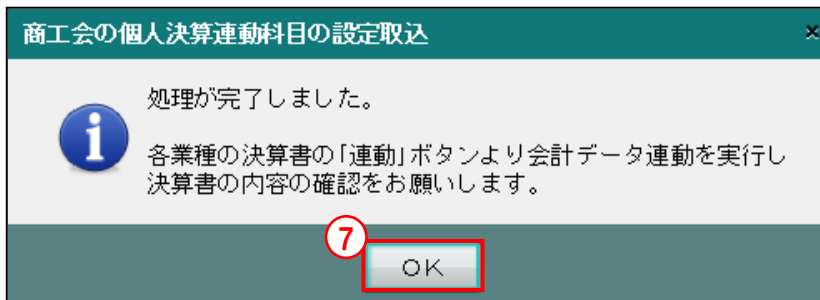 商工会の個人決算連動科目の設定取込
×
処理が完了しました。
各業種の決算書の「連動」ボタンより会計データ連動を実行し
決算書の内容の確認をお願いします。
7
OK